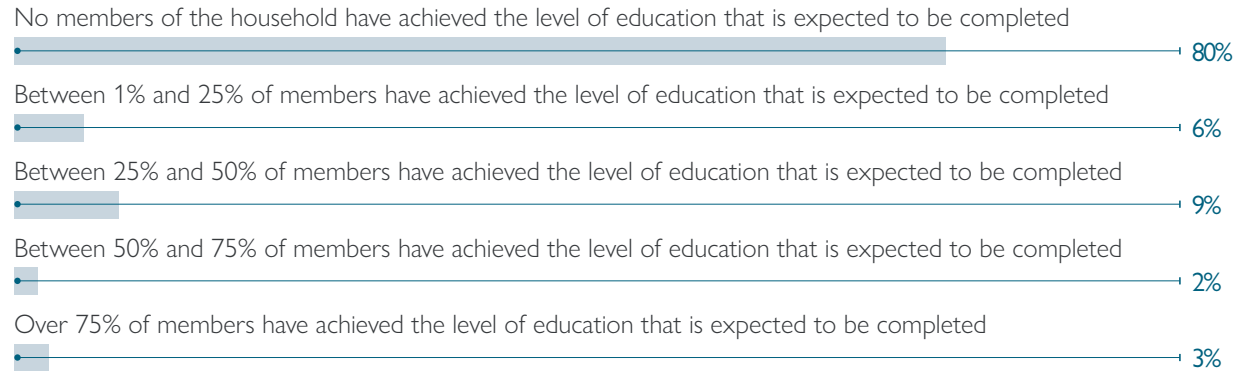 No members of the household have achieved the level of education that is expected to be completed
80%
Between 1% and 25% of members have achieved the level of education that is expected to be completed
6%
Between 25% and 50% of members have achieved the level of education that is expected to be completed
9%
Between 50% and 75% of members have achieved the level of education that is expected to be completed
2%
Over 75% of members have achieved the level of education that is expected to be completed
3%